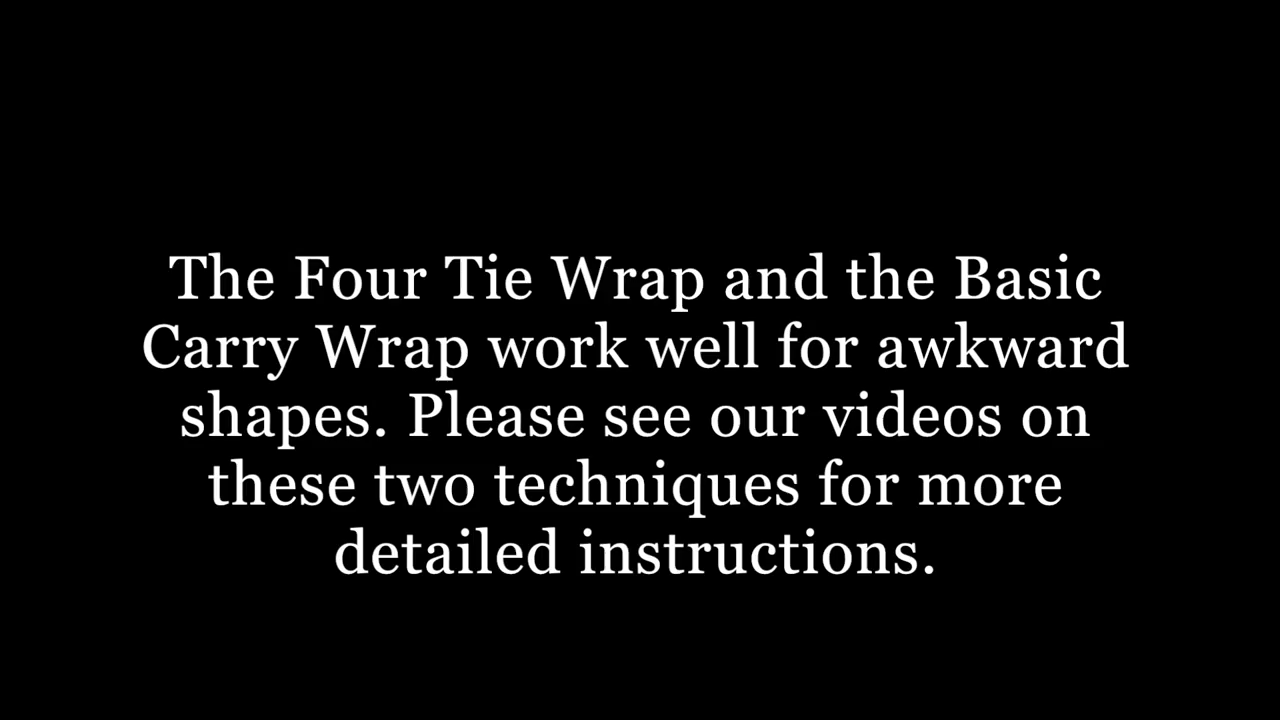 The Four Tie Wrap and the Basic
Carry Wrap work well for awkward
shapes. Please see our videos on
these two techniques for more
detailed instructions.